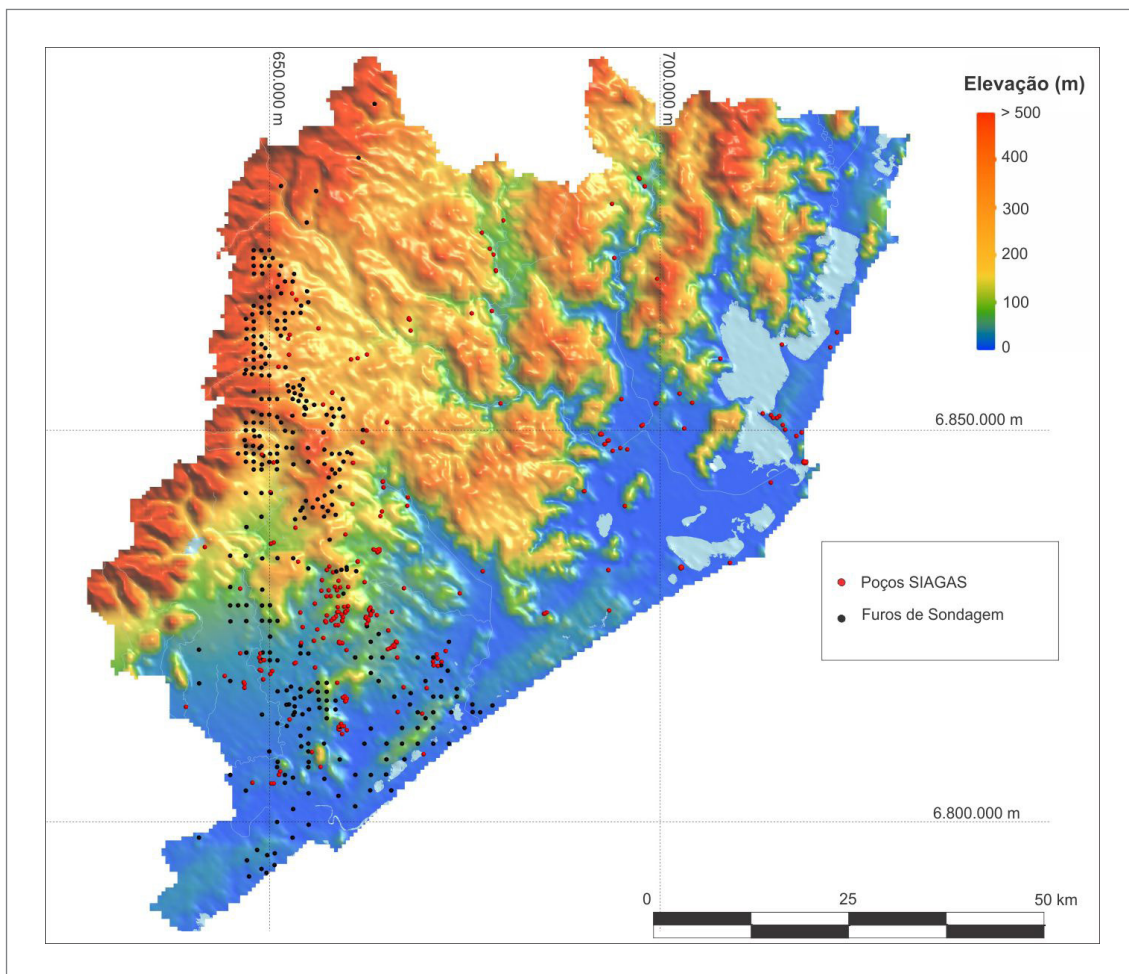 650.000 m
700.000 m
Elevação (m)
> 500
400
300
200
100
0
6.850.000 m
Poços SIAGAS
Furos de Sondagem
6.800.000 m
0 25 50 km